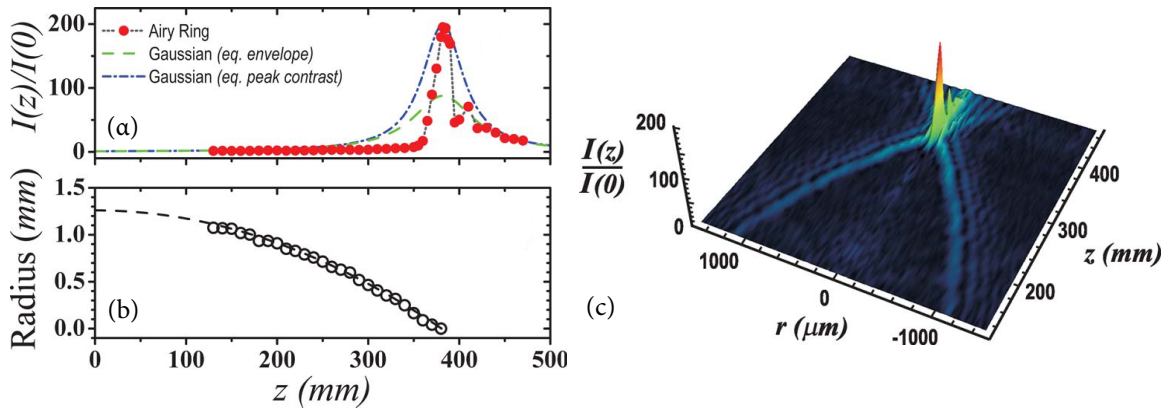 I(z)/I(0)
200
100
0
Airy Ring
Gaussian (eq. envelope)
Gaussian (eq. peak contrast)
(α)
Radius (mm)
1.5
1.0
0.5
0.0
(b)
0 100 200 300 400 500
z (mm)
I(z)
I(0)
200
100
0
1000
0
-1000
r (μm)
200
300
400
z (mm)
(c)